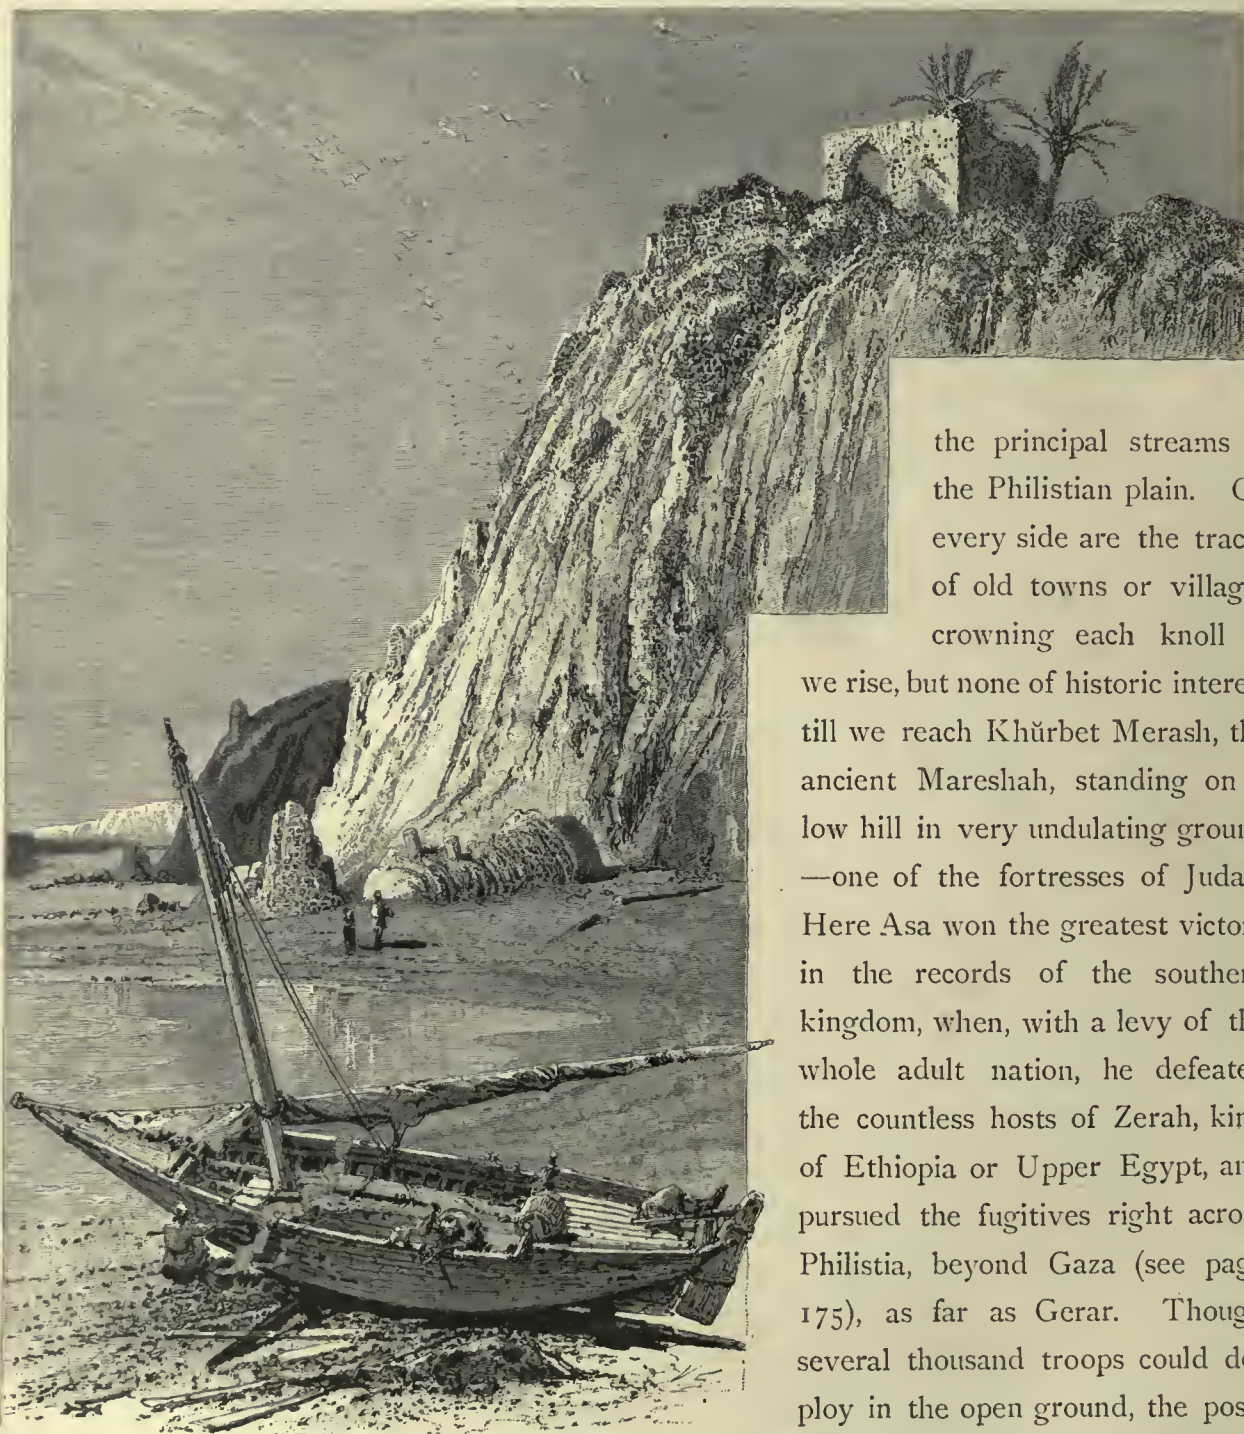 the principal streams
the Philistian plain.
every side are the trac
of old towns or villag
crowning each knoll
we rise, but none of historic intere
till we reach Khŭrbet Merash, th
ancient Mareshah, standing on
low hill in very undulating groun
—one of the fortresses of Juda
Here Asa won the greatest victor
in the records of the souther
kingdom, when, with a levy of th
whole adult nation, he defeate
the countless hosts of Zerah, kin
of Ethiopia or Upper Egypt, an
pursued the fugitives right acro
Philistia, beyond Gaza (see pag
175), as far as Gerar. Thoug
several thousand troops could de
ploy in the open ground, the pos